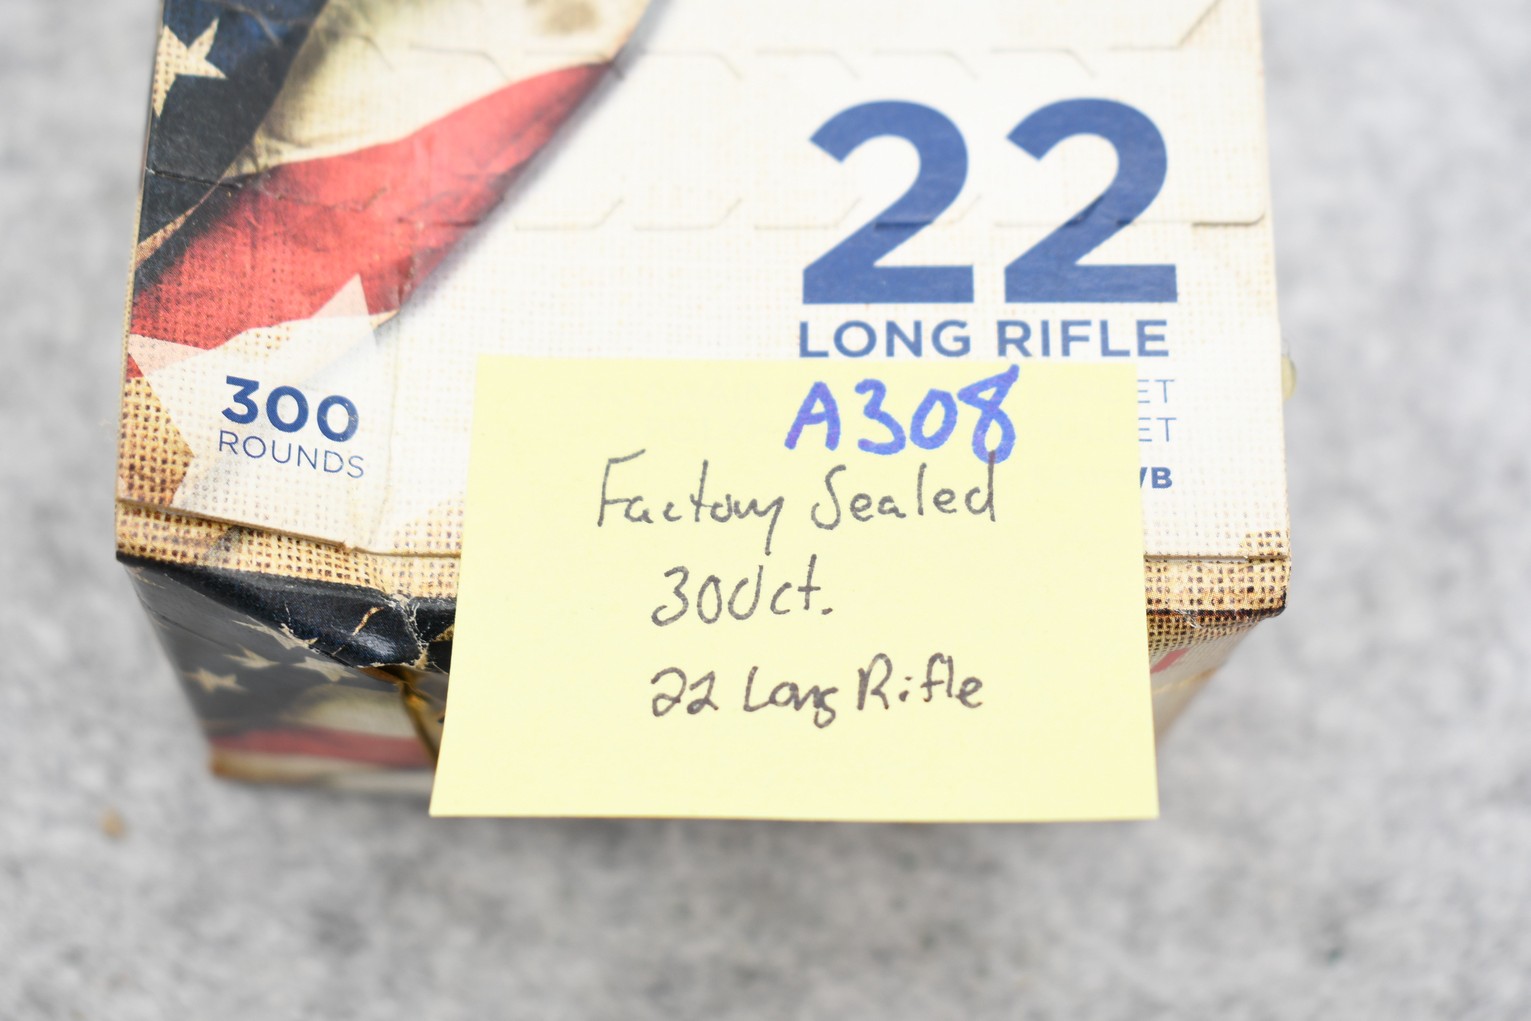 22
LONG RIFLE
300
ROUNDS
A308
Factory Sealed
300ct.
22 Long Rifle